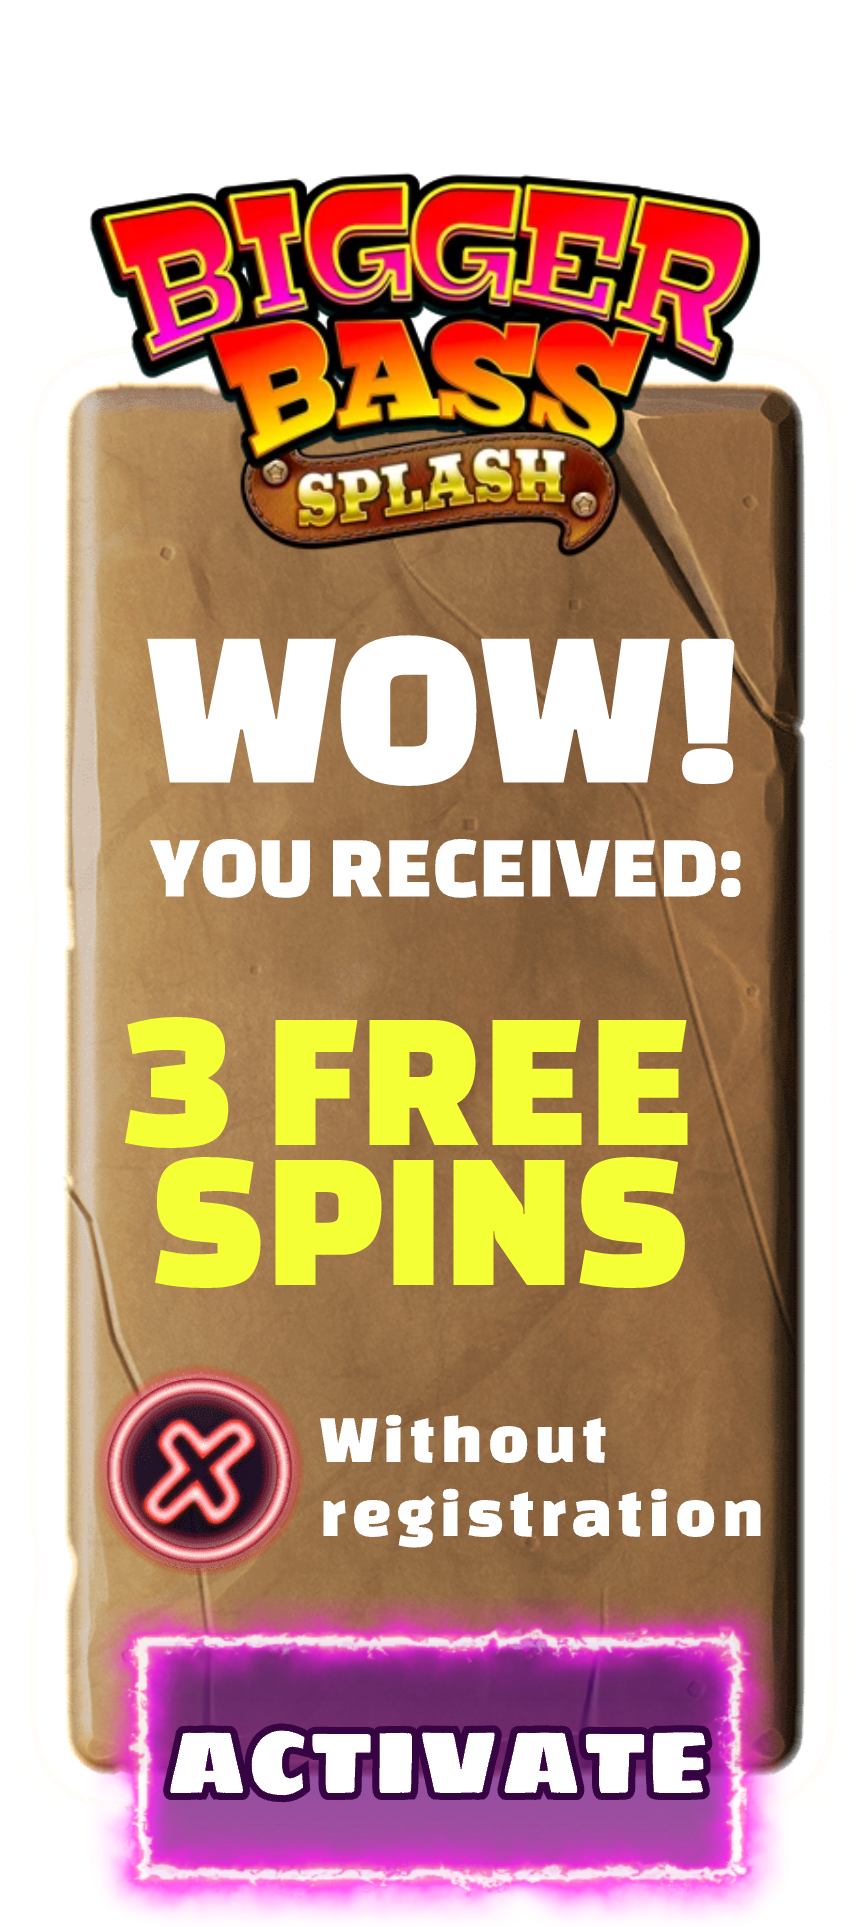 BIGGER
BASS
SPLASH
WOW!
YOU RECEIVED:
3 FREE
SPINS
Without
registration
ACTIVATE